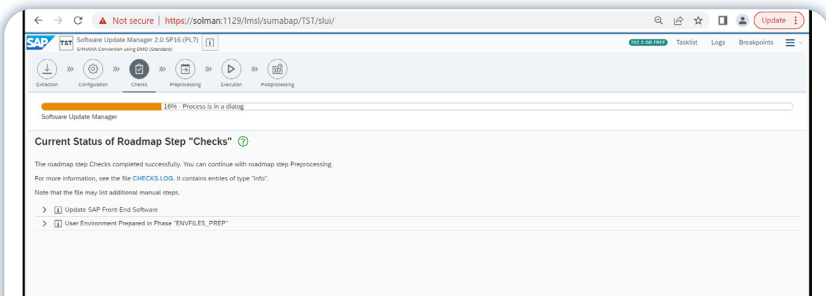 Not secure | https://solman:1129/lmsl/sumabap/TST/slui/
Update
SAP TST Software Update Manager 2.0 SP16 (PL7)
S/4HANA Conversion using DMO (Standard)
757.3 GB FREE Tasklist Logs Breakpoints
Extraction Configuration Checks Preprocessing Execution Postprocessing
16% - Process is in a dialog
Software Update Manager
Current Status of Roadmap Step "Checks"
The roadmap step Checks completed successfully. You can continue with roadmap step Preprocessing.
For more information, see the file CHECKS.LOG. It contains entries of type "Info".
Note that the file may list additional manual steps.
Update SAP Front-End Software
User Environment Prepared in Phase "ENVFILES_PREP"